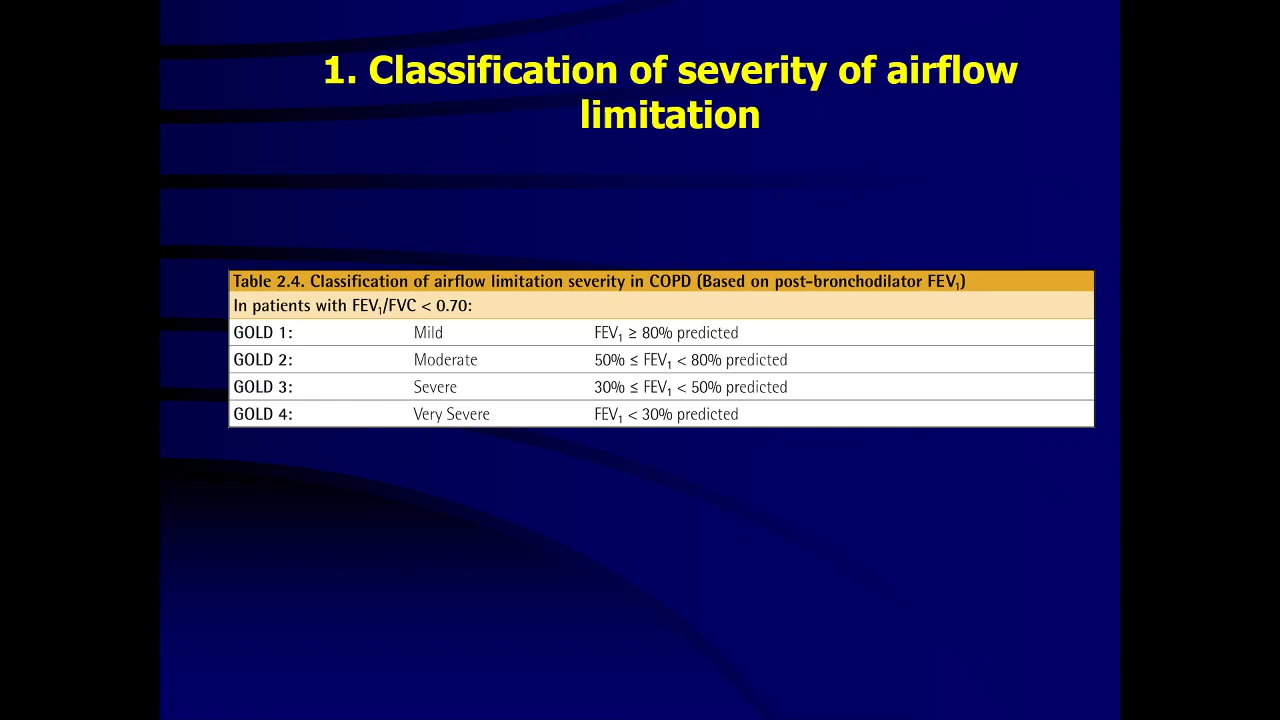 1. Classification of severity of airflow
limitation
Table 2.4. Classification of airflow limitation severity in COPD (Based on post-bronchodilator FEV₁)
In patients with FEV₁/FVC < 0.70:
GOLD 1: Mild FEV₁ ≥ 80% predicted
GOLD 2: Moderate 50% ≤ FEV₁ < 80% predicted
GOLD 3: Severe 30% ≤ FEV₁ < 50% predicted
GOLD 4: Very Severe FEV₁ < 30% predicted